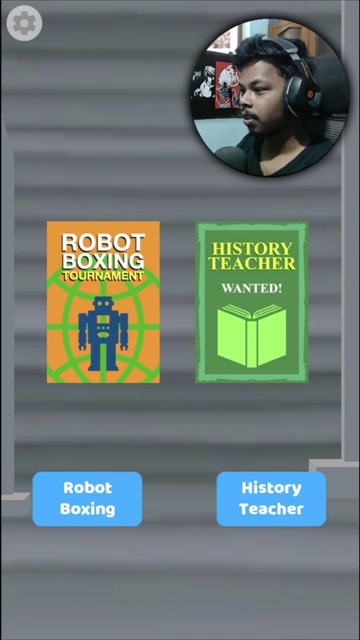 ROBOT
BOXING
TOURNAMENT
HISTORY
TEACHER
WANTED!
Robot
Boxing
History
Teacher